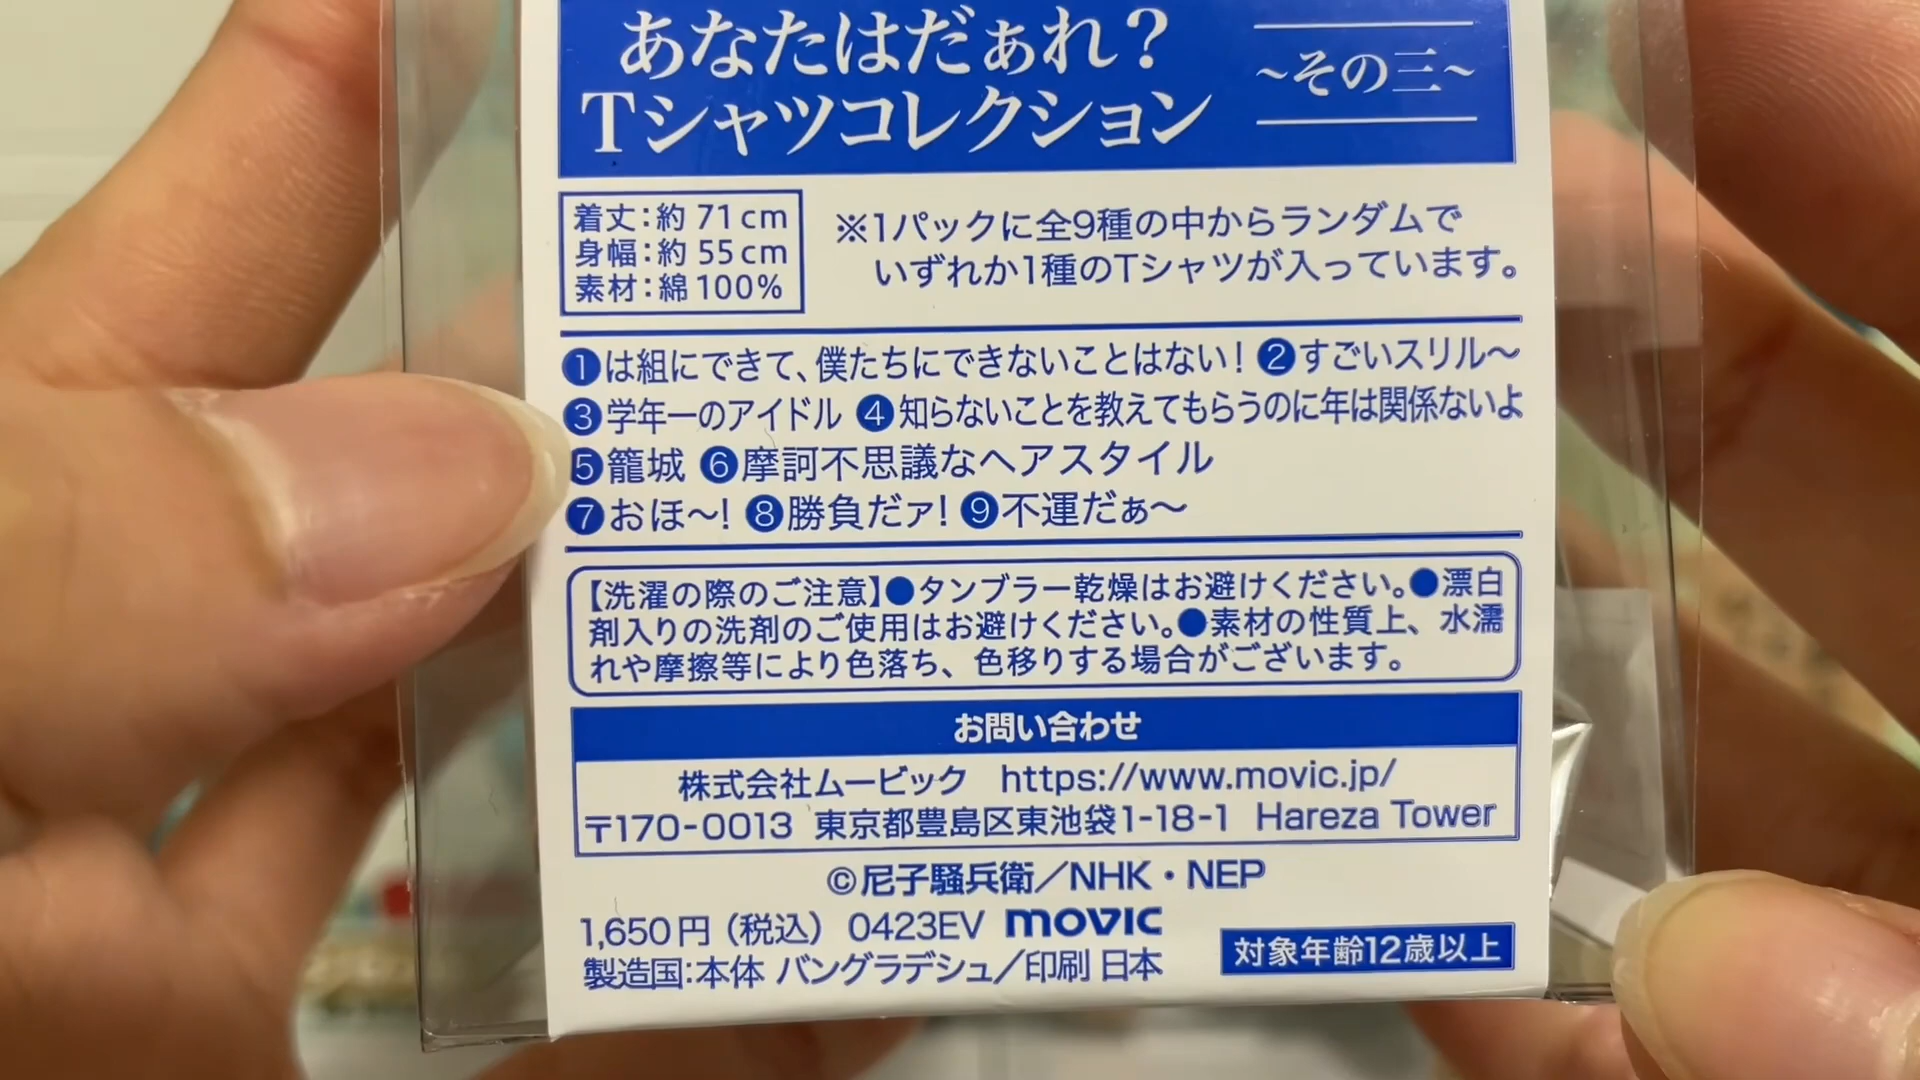 あなたはだぁれ?
Tシャツコレクション
~その三~
着丈:約 71cm
身幅:約 55cm
素材:綿100%
※1パックに全9種の中からランダムで
いずれか1種のTシャツが入っています。
❶は組にできて、僕たちにできないことはない! ❷すごいスリル〜
❸学年一のアイドル ❹知らないことを教えてもらうのに年は関係ないよ
❺籠城 ❻摩訶不思議なヘアスタイル
❼おほ〜! ❽勝負だァ! ❾不運だぁ〜
【洗濯の際のご注意】●タンブラー乾燥はお避けください。●漂白
剤入りの洗剤のご使用はお避けください。●素材の性質上、水濡
れや摩擦等により色落ち、色移りする場合がございます。
お問い合わせ
株式会社ムービック https://www.movic.jp/
〒170-0013 東京都豊島区東池袋1-18-1 Hareza Tower
©尼子騒兵衛/NHK・NEP
1,650円(税込) 0423EV movic
製造国:本体 バングラデシュ/印刷 日本
対象年齢12歳以上